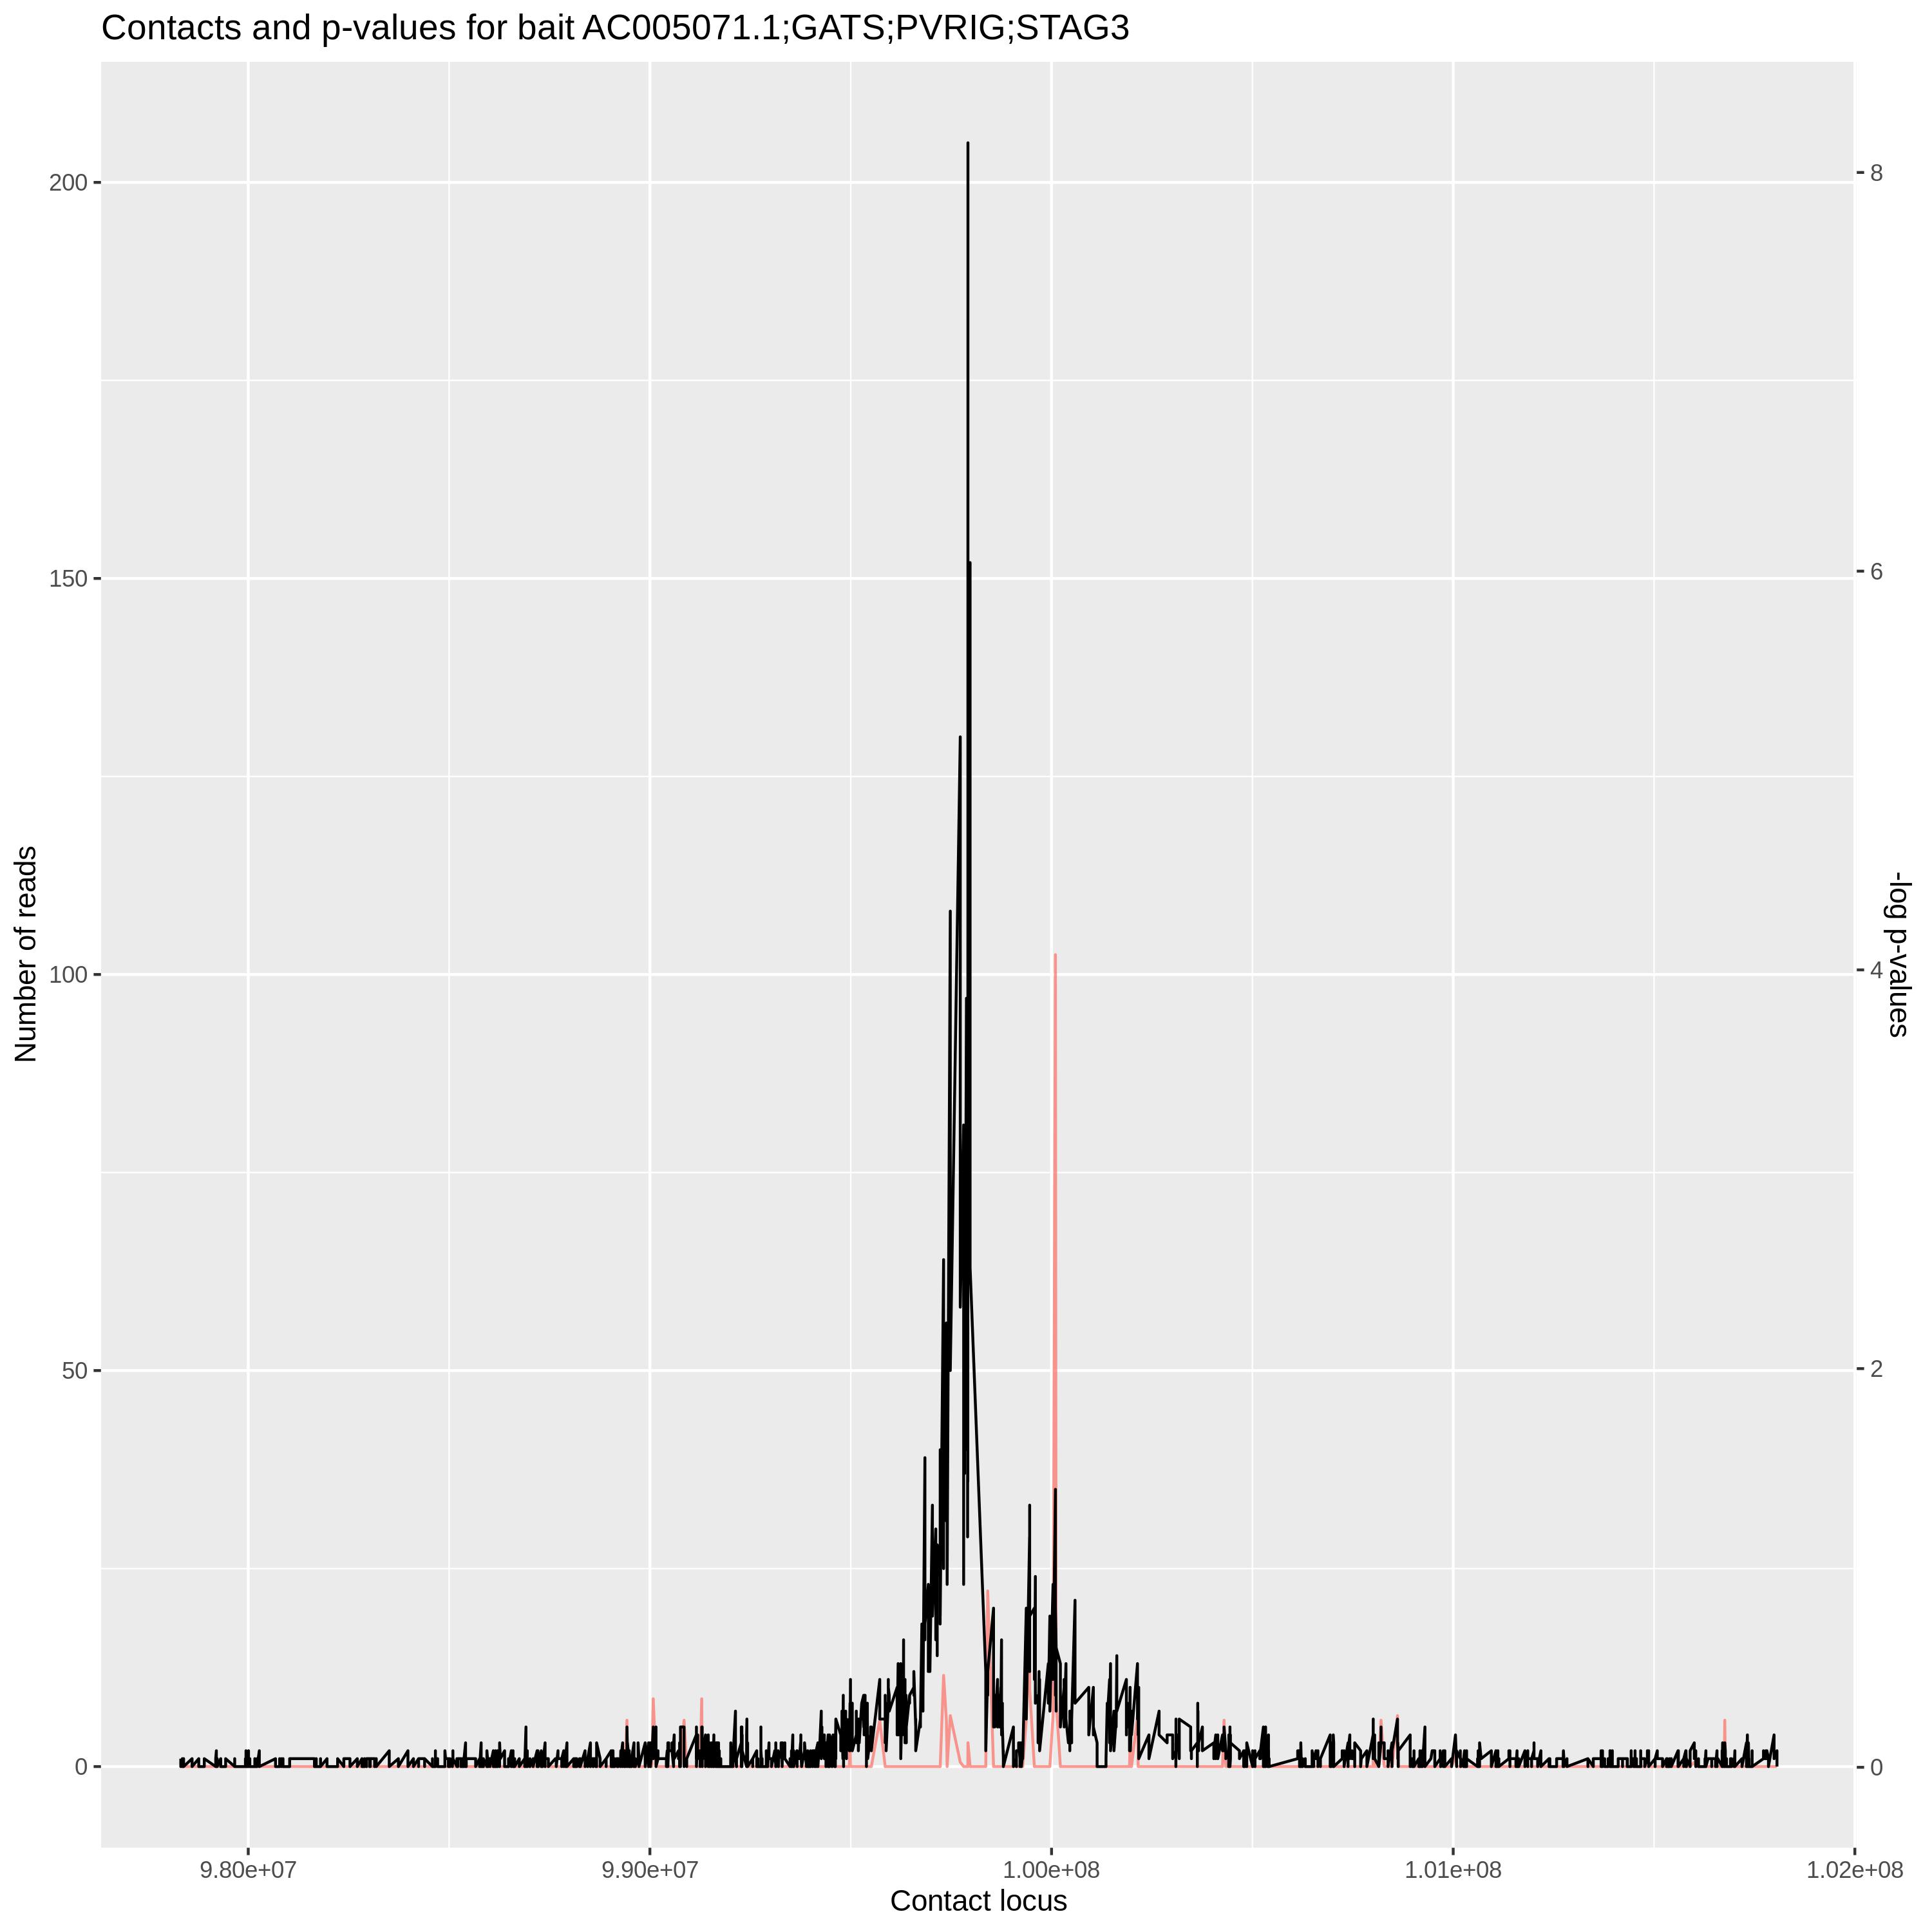 Contacts and p-values for bait AC005071.1;GATS;PVRIG;STAG3
200
150
100
50
0
Number of reads
8
6
4
2
0
-log p-values
9.80e+07
9.90e+07
1.00e+08
1.01e+08
1.02e+08
Contact locus